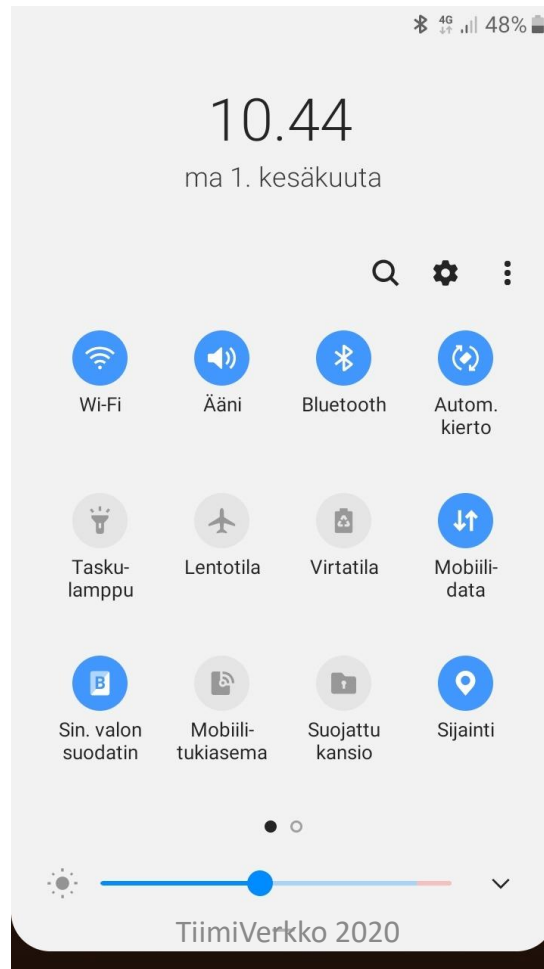 4G 48%
10.44
ma 1. kesäkuuta
Wi-Fi Ääni Bluetooth Autom.
kierto
Tasku-
lamppu Lentotila Virtatila Mobiili-
data
B
Sin. valon
suodatin Mobiili-
tukiasema Suojattu
kansio Sijainti
TiimiVerkko 2020